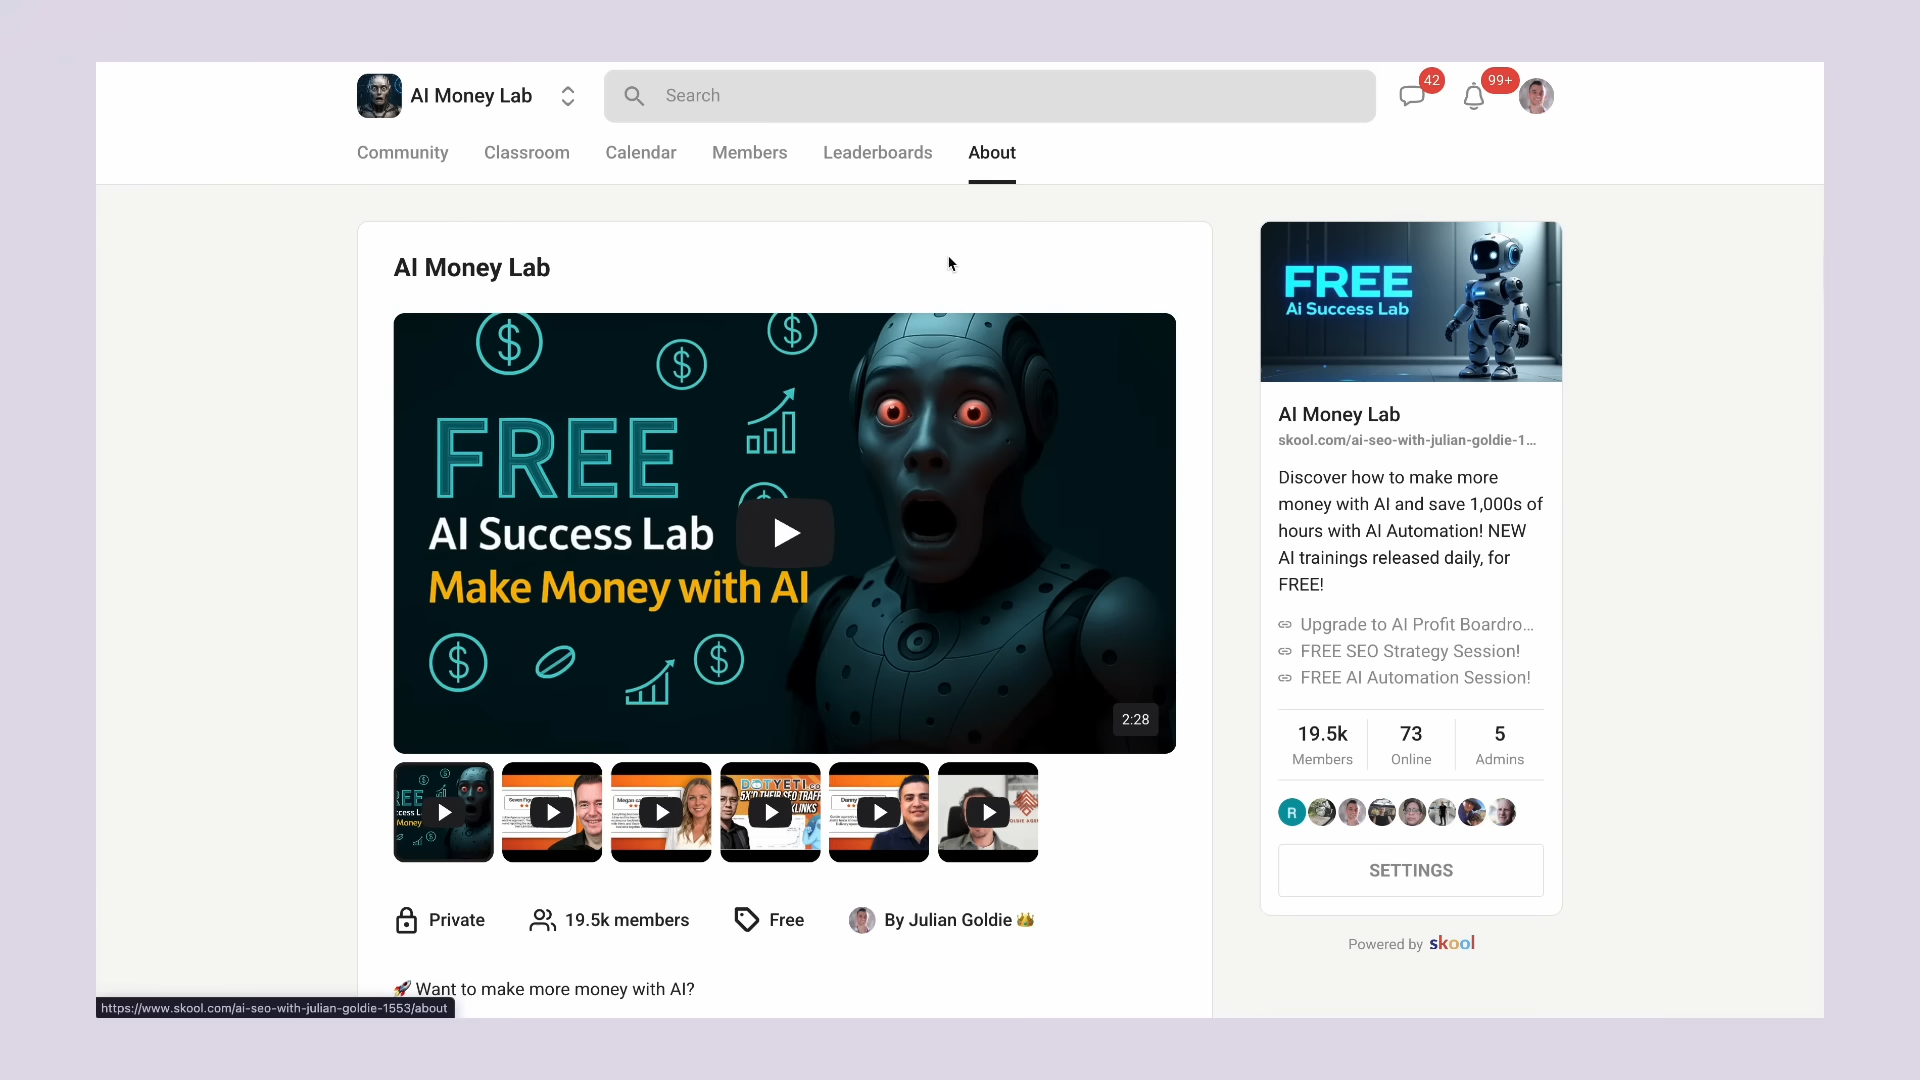 AI Money Lab
Search
42
99+
Community
Classroom
Calendar
Members
Leaderboards
About
AI Money Lab
FREE
AI Success Lab
Make Money with AI
2:28
Private
19.5k members
Free
By Julian Goldie
Want to make more money with AI?
FREE
Ai Success Lab
AI Money Lab
skool.com/ai-seo-with-julian-goldie-1...
Discover how to make more
money with AI and save 1,000s of
hours with AI Automation! NEW
AI trainings released daily, for
FREE!
Upgrade to AI Profit Boardro...
FREE SEO Strategy Session!
FREE AI Automation Session!
19.5k
Members
73
Online
5
Admins
R
SETTINGS
Powered by skool
https://www.skool.com/ai-seo-with-julian-goldie-1553/about